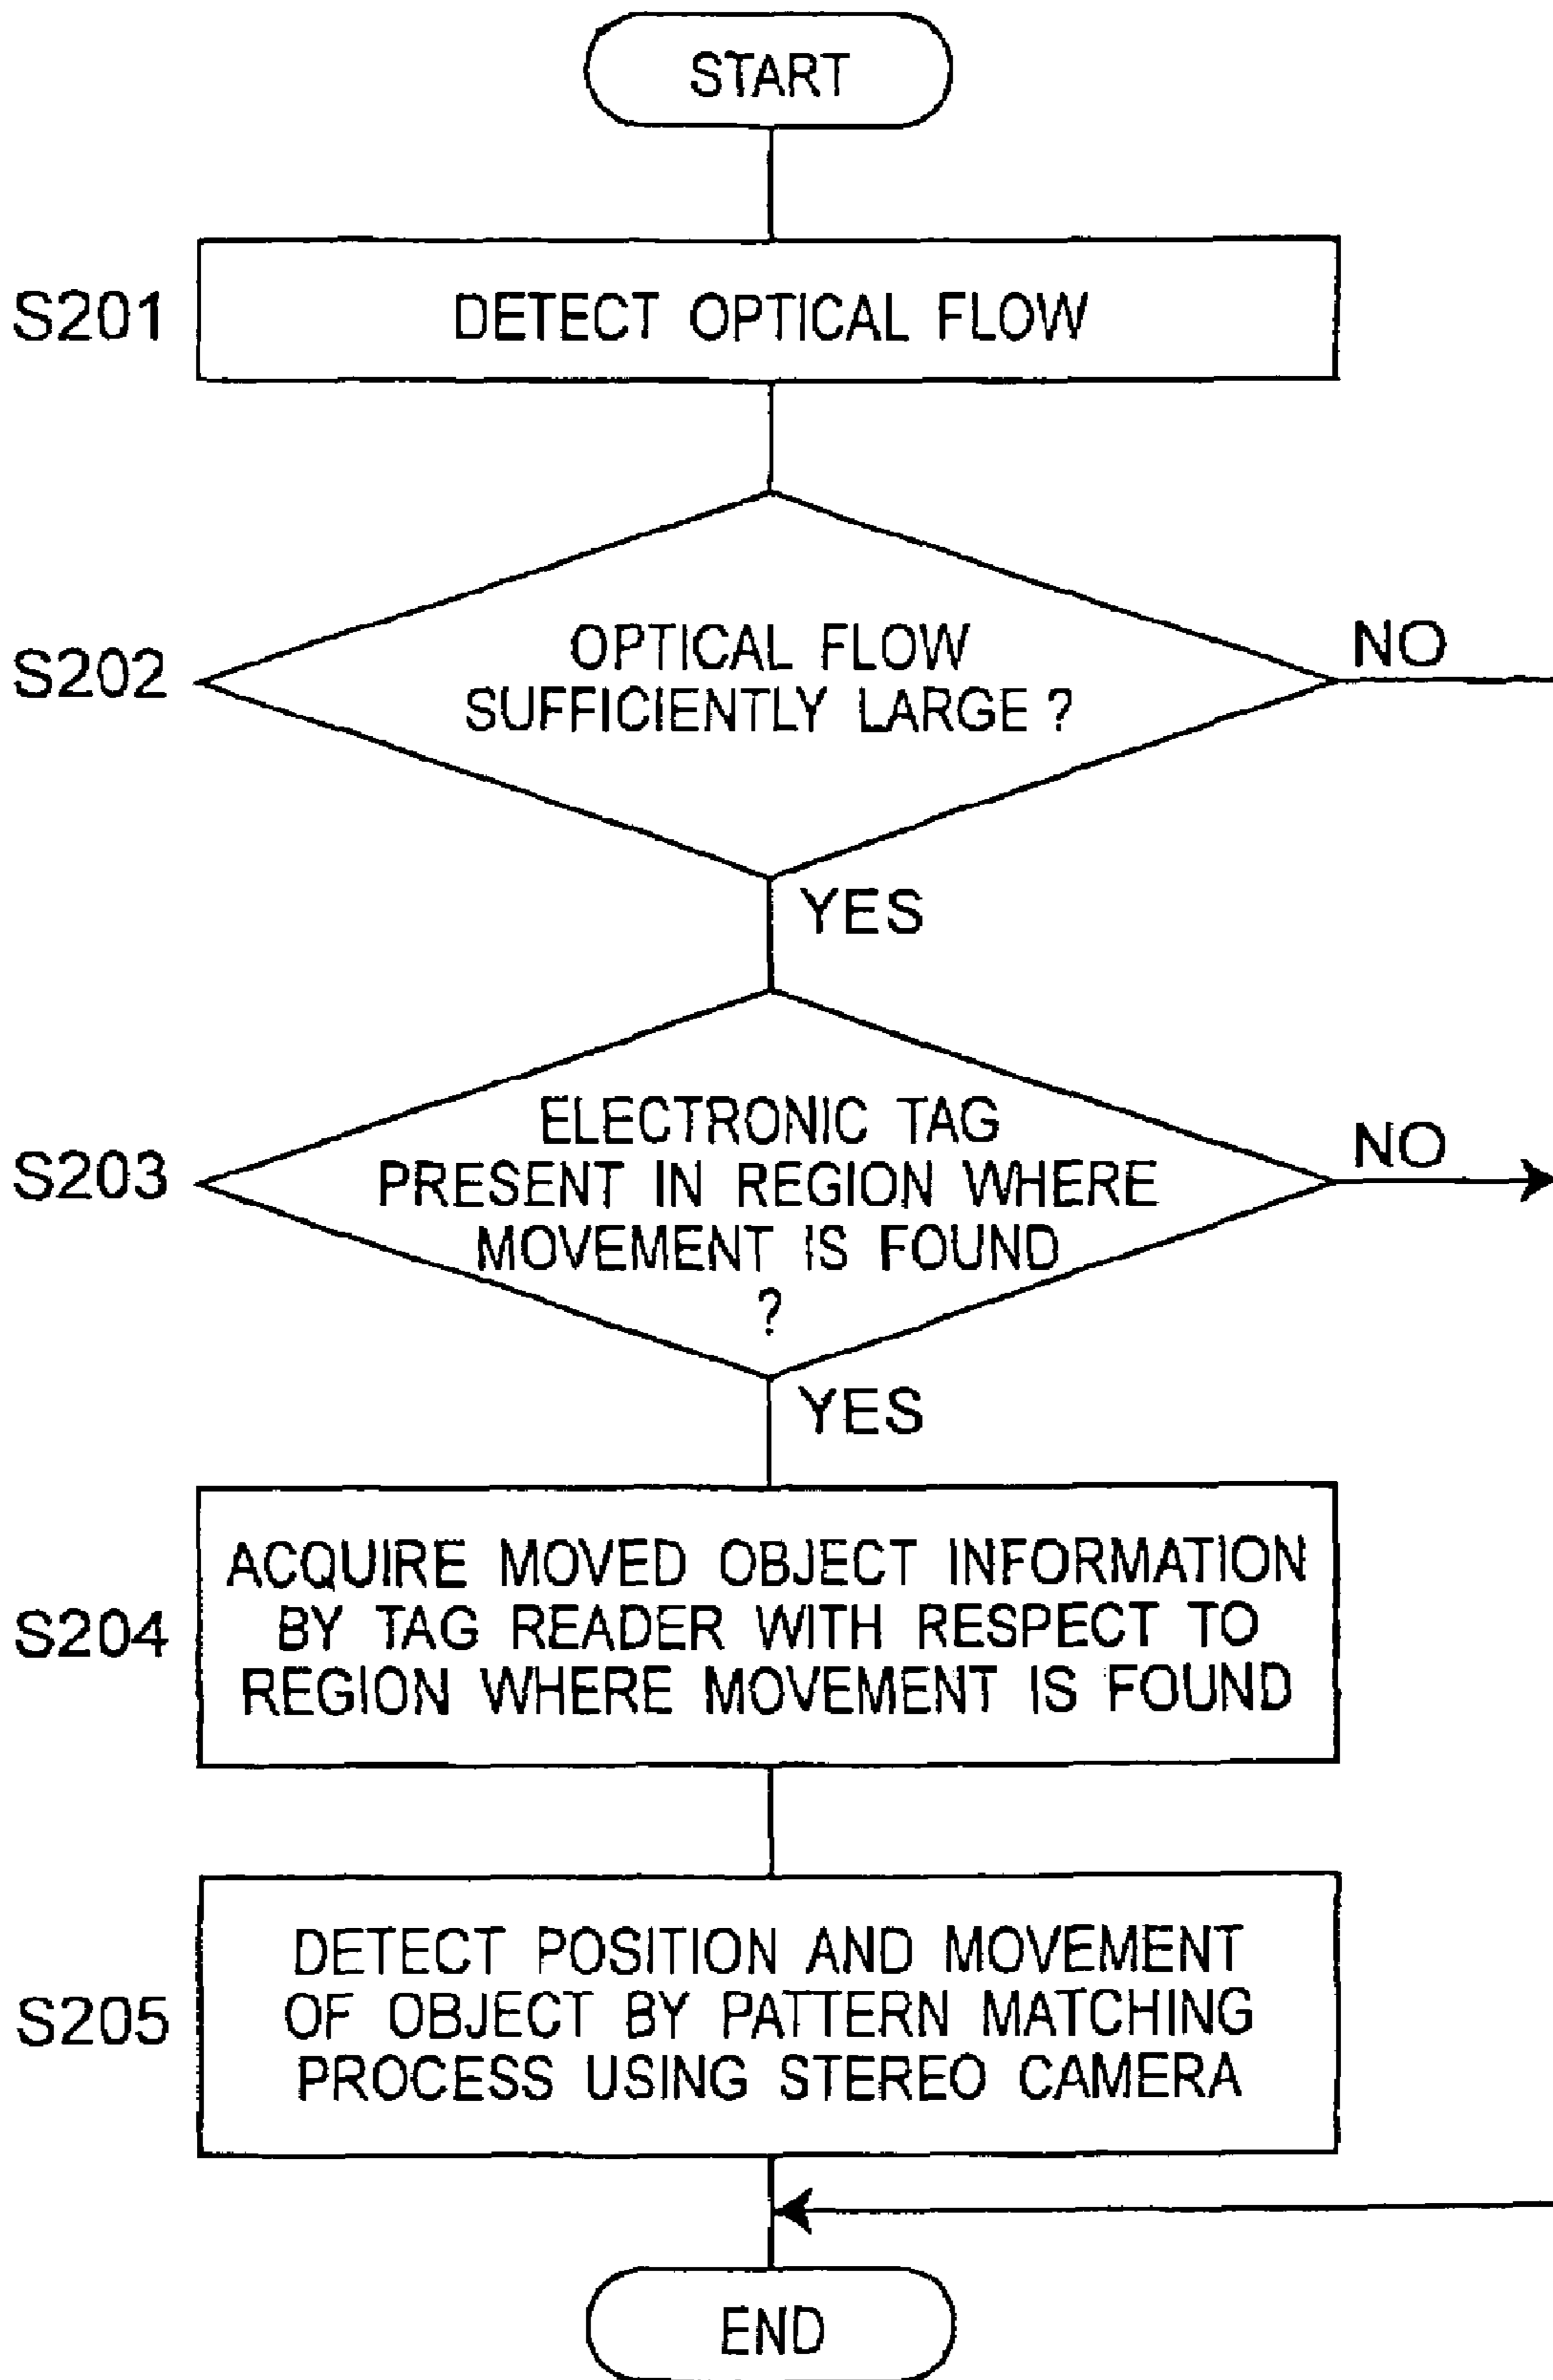 START
S201
DETECT OPTICAL FLOW
S202
OPTICAL FLOW
SUFFICIENTLY LARGE ?
NO
YES
S203
ELECTRONIC TAG
PRESENT IN REGION WHERE
MOVEMENT IS FOUND
?
NO
YES
S204
ACQUIRE MOVED OBJECT INFORMATION
BY TAG READER WITH RESPECT TO
REGION WHERE MOVEMENT IS FOUND
S205
DETECT POSITION AND MOVEMENT
OF OBJECT BY PATTERN MATCHING
PROCESS USING STEREO CAMERA
END